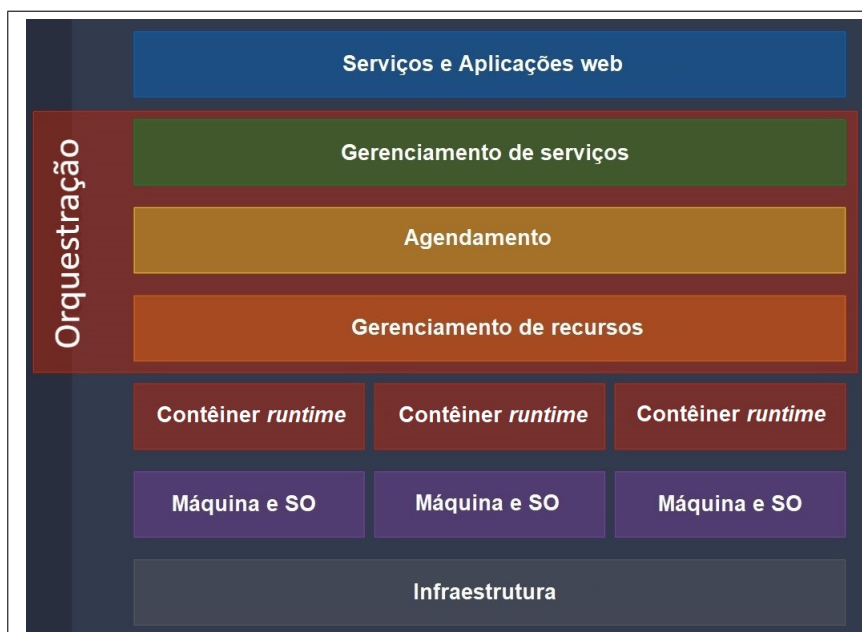 Serviços e Aplicações web
Orquestração
Gerenciamento de serviços
Agendamento
Gerenciamento de recursos
Contêiner runtime
Contêiner runtime
Contêiner runtime
Máquina e SO
Máquina e SO
Máquina e SO
Infraestrutura